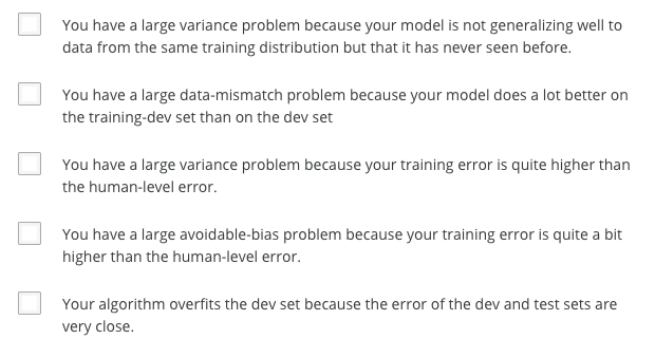 You have a large variance problem because your model is not generalizing well to
data from the same training distribution but that it has never seen before.
You have a large data-mismatch problem because your model does a lot better on
the training-dev set than on the dev set
You have a large variance problem because your training error is quite higher than
the human-level error.
You have a large avoidable-bias problem because your training error is quite a bit
higher than the human-level error.
Your algorithm overfits the dev set because the error of the dev and test sets are
very close.